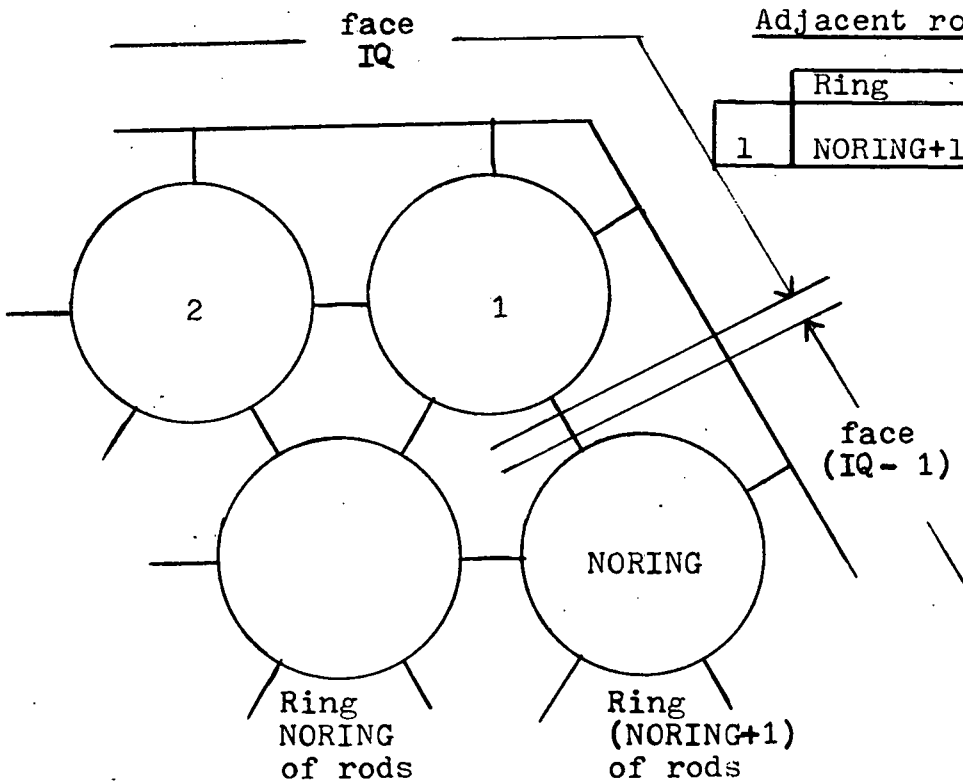 face
IQ
Adjacent ro
Ring
1 NORING+1
2
1
face
(IQ- 1)
NORING
Ring
NORING
of rods
Ring
(NORING+1)
of rods